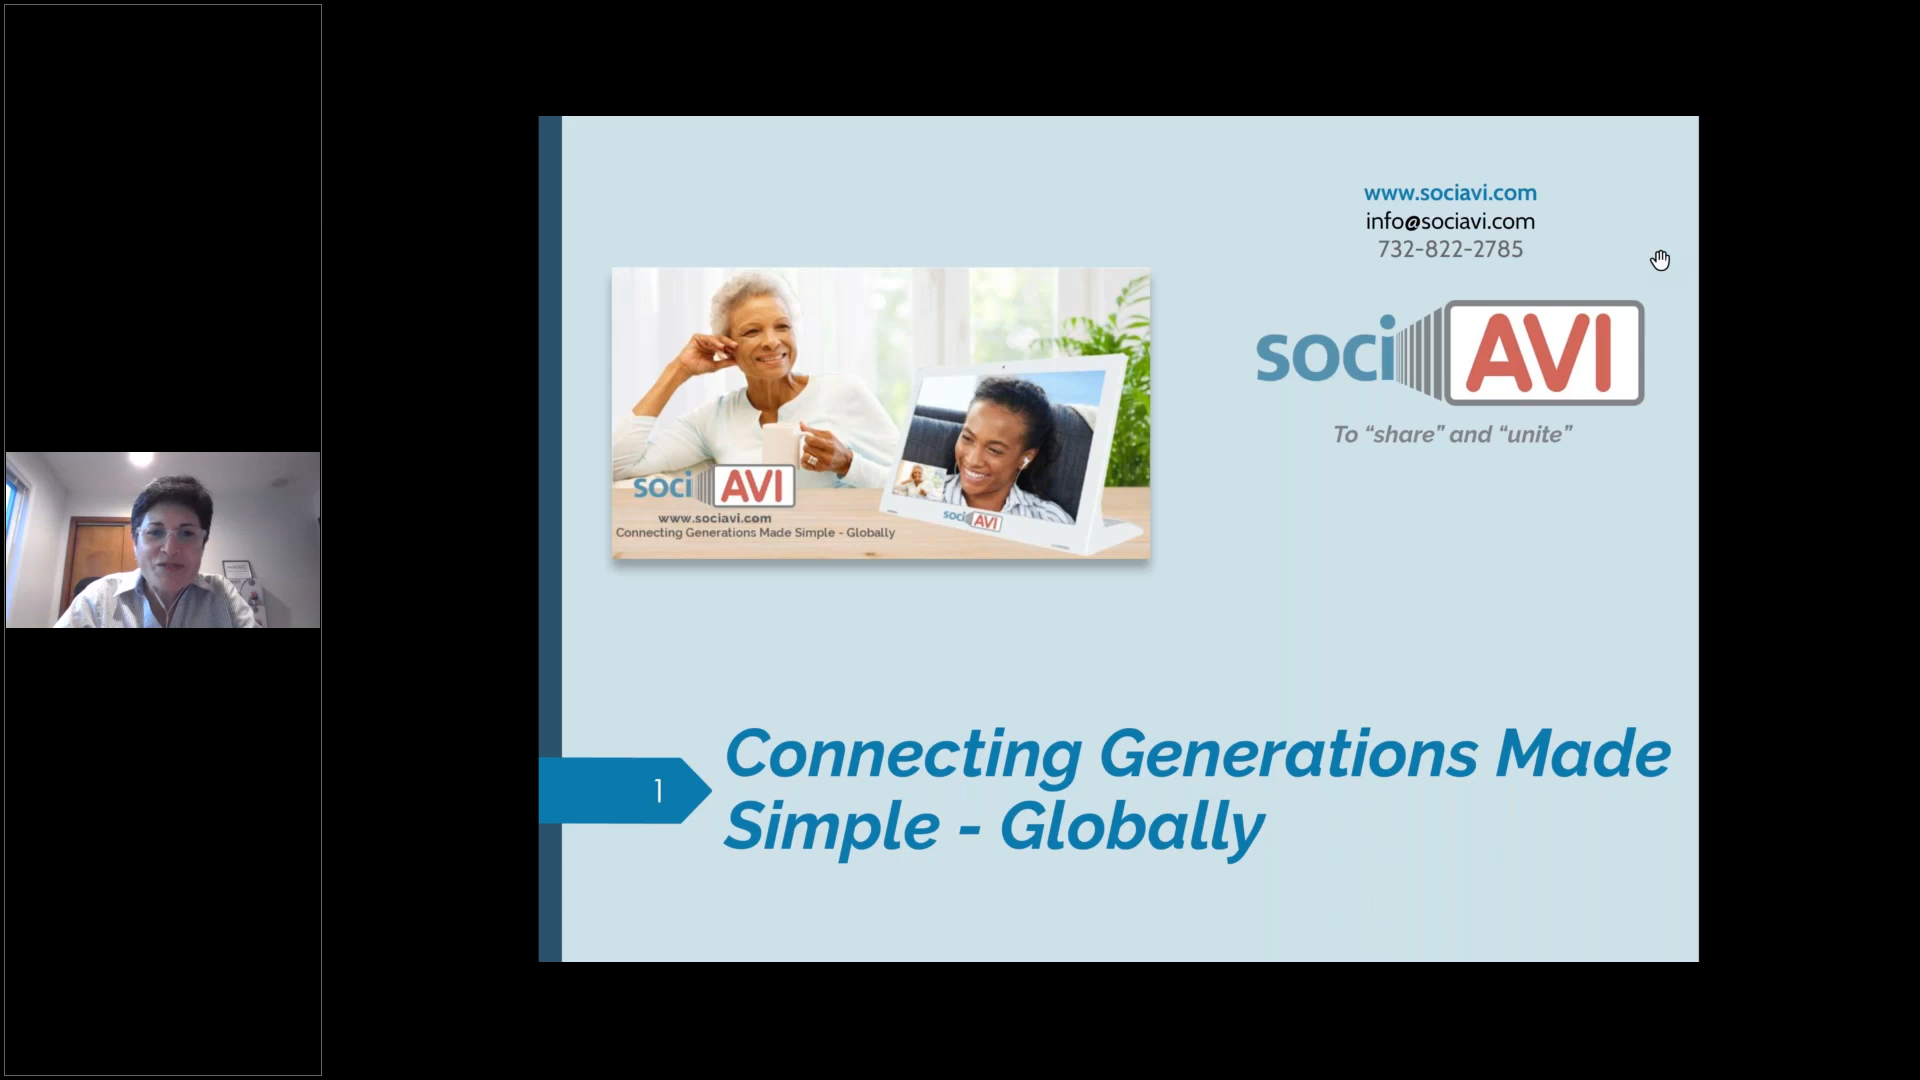 www.sociavi.com
info@sociavi.com
732-822-2785
soci AVI
To “share” and “unite”
soci AVI
www.sociavi.com
Connecting Generations Made Simple - Globally
soci AVI
1
Connecting Generations Made
Simple - Globally